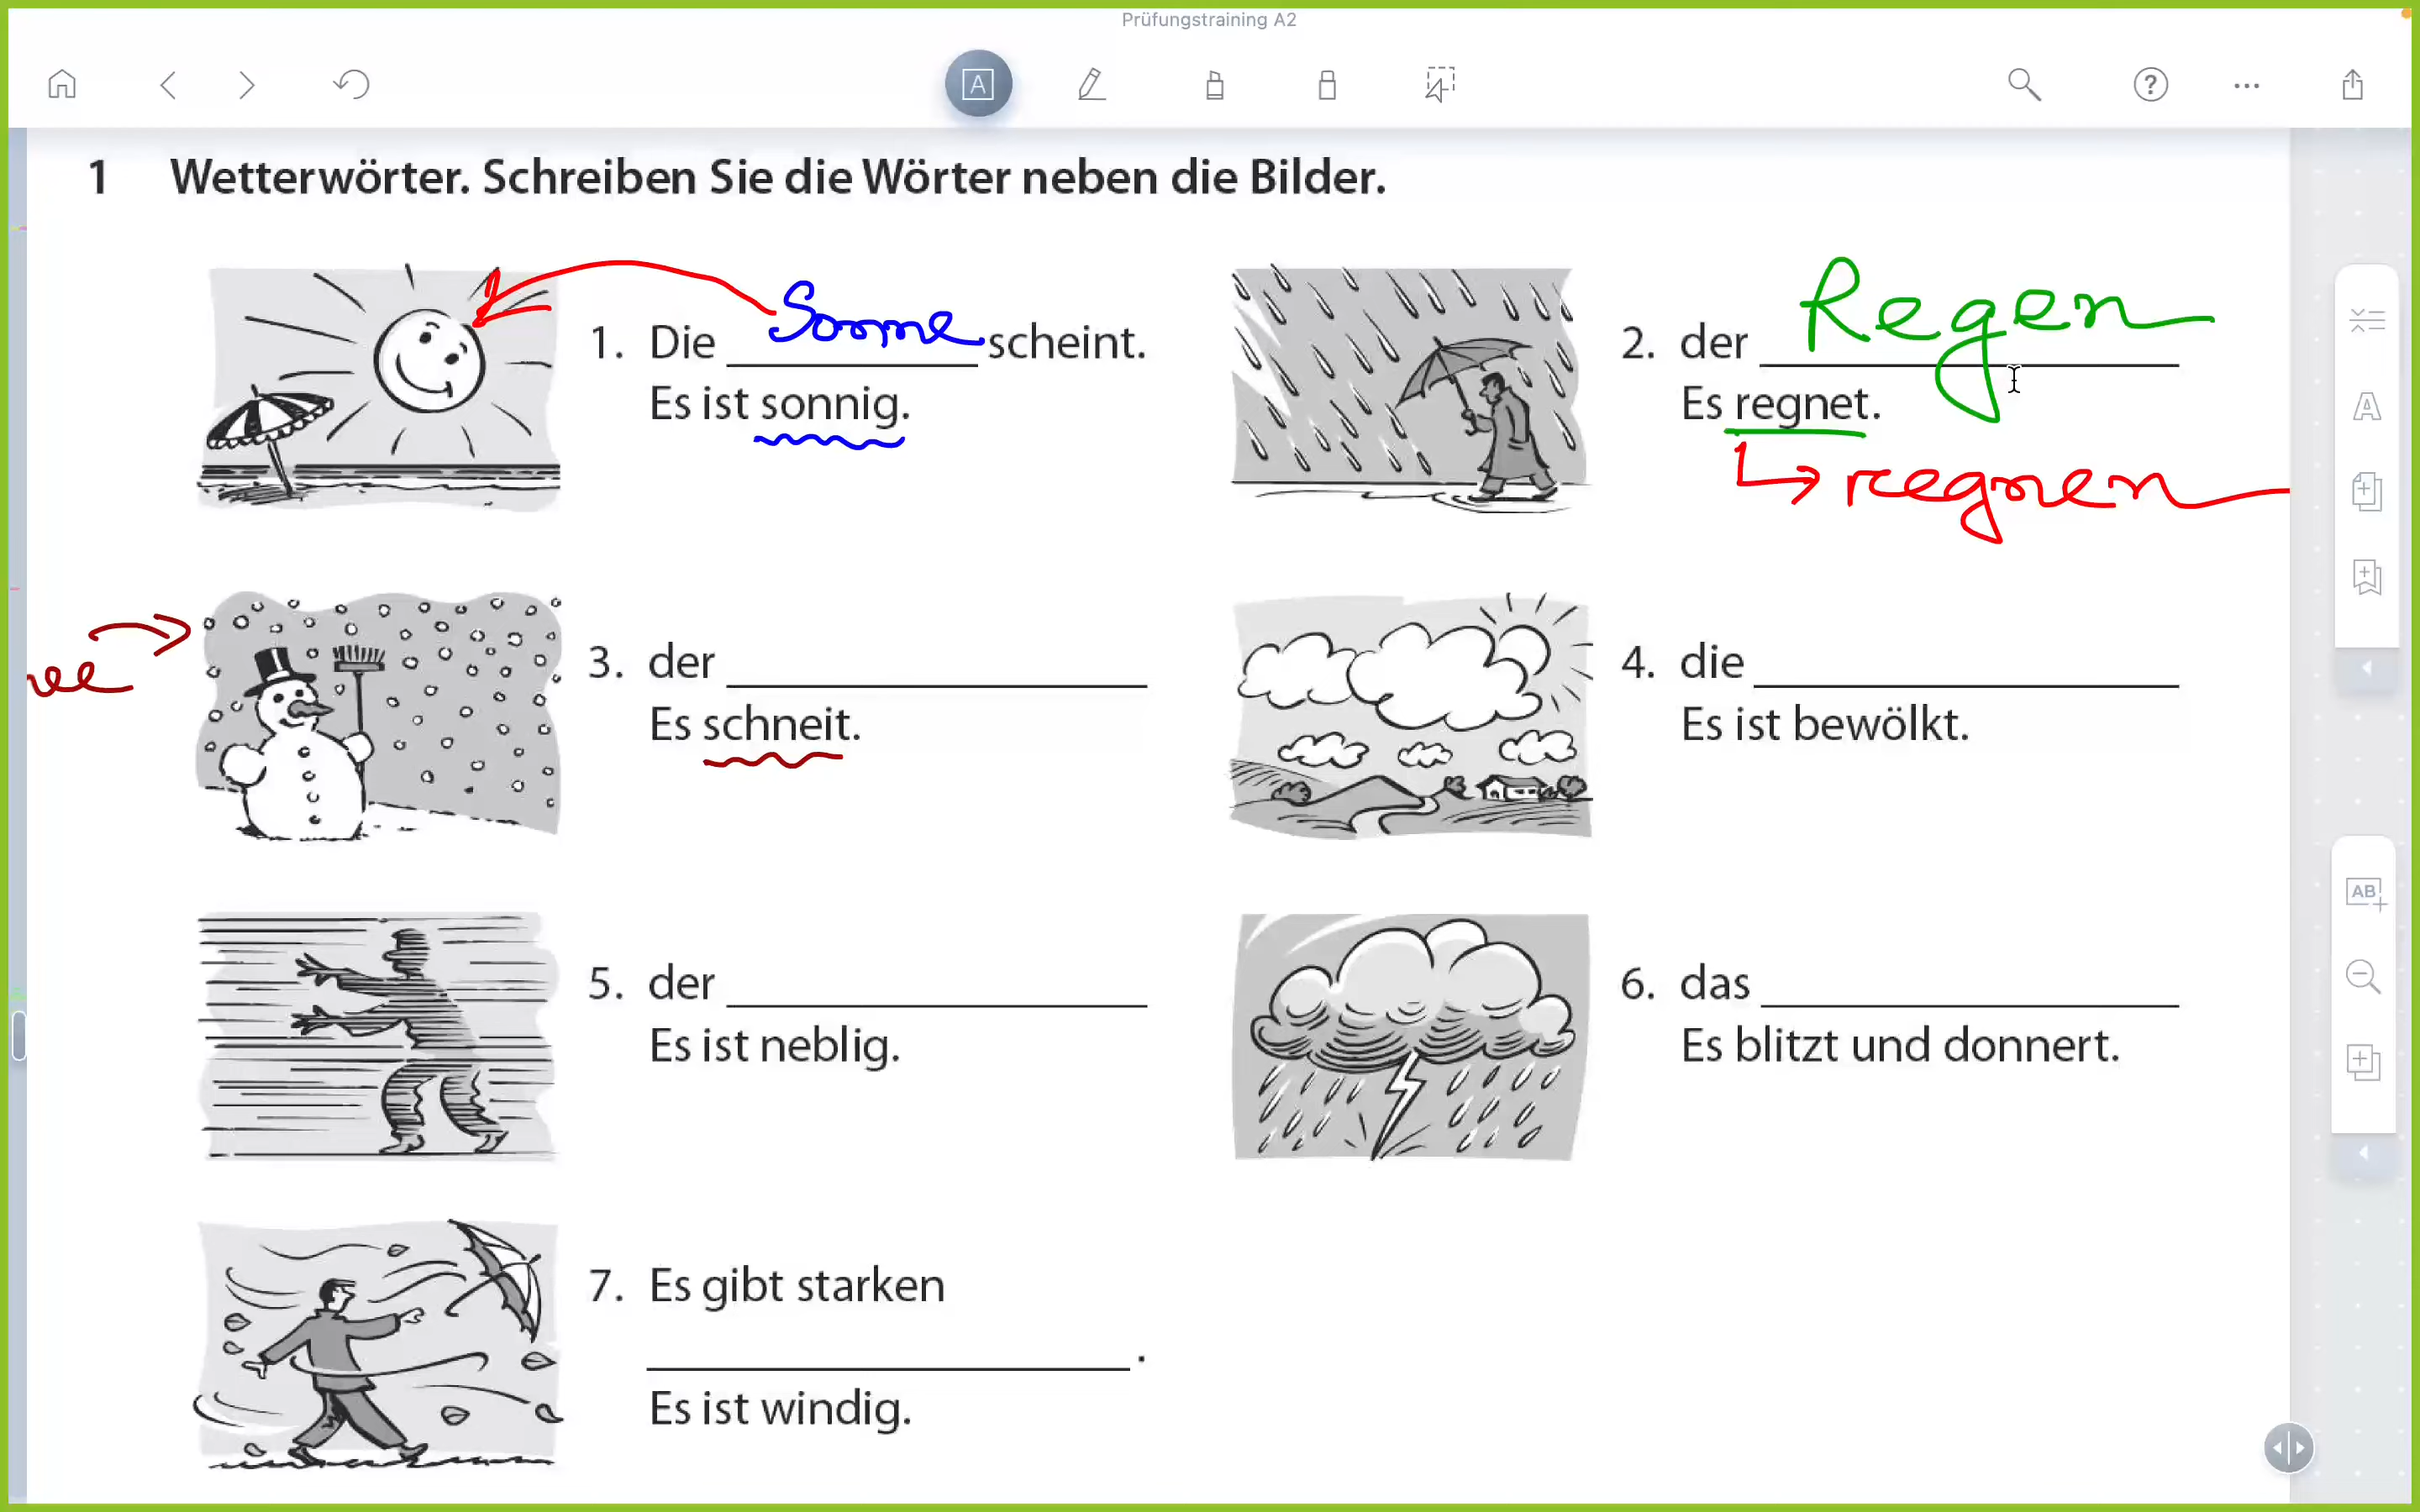 Prüfungstraining A2
A
1 Wetterwörter. Schreiben Sie die Wörter neben die Bilder.
1. Die Sonne scheint.
Es ist sonnig.
2. der Regen
Es regnet.
regnen
3. der
Es schneit.
4. die
Es ist bewölkt.
5. der
Es ist neblig.
6. das
Es blitzt und donnert.
7. Es gibt starken
.
Es ist windig.
A
AB